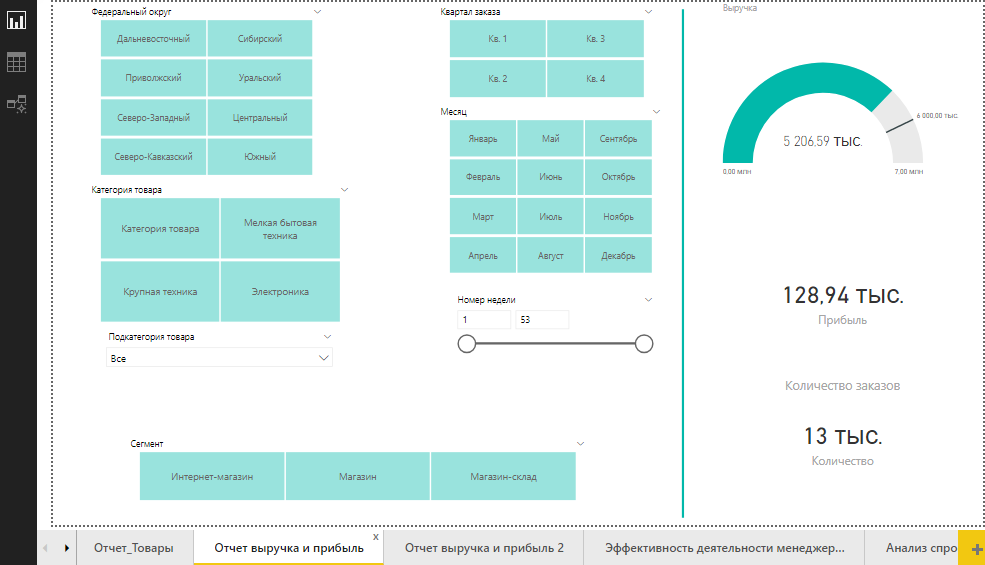 Федеральный округ
Дальневосточный
Сибирский
Приволжский
Уральский
Северо-Западный
Центральный
Северо-Кавказский
Южный
Категория товара
Категория товара
Мелкая бытовая
техника
Крупная техника
Электроника
Подкатегория товара
Все
Квартал заказа
Кв. 1
Кв. 3
Кв. 2
Кв. 4
Месяц
Январь
Май
Сентябрь
Февраль
Июнь
Октябрь
Март
Июль
Ноябрь
Апрель
Август
Декабрь
Номер недели
1
53
Сегмент
Интернет-магазин
Магазин
Магазин-склад
Выручка
6 000,00 тыс.
5 206,59 тыс.
0,00 млн
7,00 млн
128,94 тыс.
Прибыль
Количество заказов
13 тыс.
Количество
Отчет_Товары
Отчет выручка и прибыль
x
Отчет выручка и прибыль 2
Эффективность деятельности менеджер...
Анализ спро